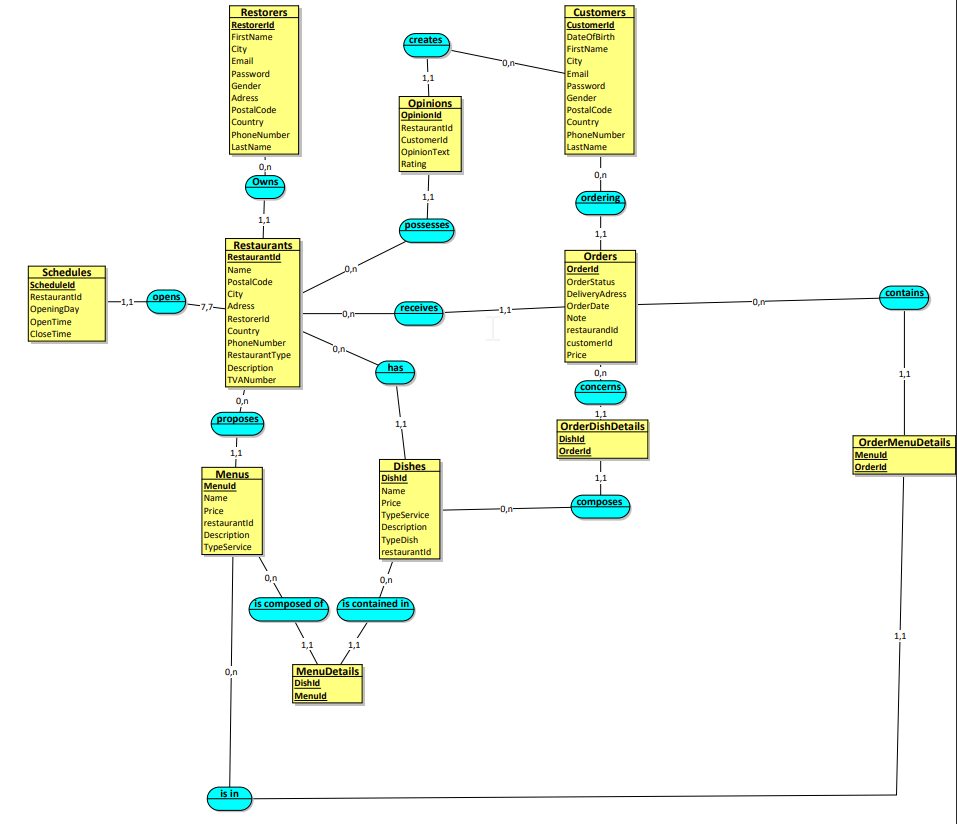 Restorers
RestorerId
FirstName
City
Email
Password
Gender
Adress
PostalCode
Country
PhoneNumber
LastName
creates
0,n
1,1
Customers
CustomerId
DateOfBirth
FirstName
City
Email
Password
Gender
PostalCode
Country
PhoneNumber
LastName
Opinions
OpinionId
RestaurantId
CustomerId
OpinionText
Rating
0,n
Owns
1,1
1,1
possesses
0,n
0,n
ordering
1,1
Schedules
ScheduleId
RestaurantId
OpeningDay
OpenTime
CloseTime
1,1
opens
7,7
Restaurants
RestaurantId
Name
PostalCode
City
Adress
RestorerId
Country
PhoneNumber
RestaurantType
Description
TVANumber
0,n
receives
1,1
Orders
OrderId
OrderStatus
DeliveryAdress
OrderDate
Note
restaurandId
customerId
Price
0,n
contains
1,1
0,n
has
1,1
0,n
concerns
1,1
0,n
proposes
1,1
OrderDishDetails
DishId
OrderId
OrderMenuDetails
MenuId
OrderId
Menus
MenuId
Name
Price
restaurantId
Description
TypeService
Dishes
DishId
Name
Price
TypeService
Description
TypeDish
restaurantId
1,1
0,n
composes
0,n
0,n
is composed of
is contained in
1,1
1,1
1,1
0,n
MenuDetails
DishId
MenuId
is in